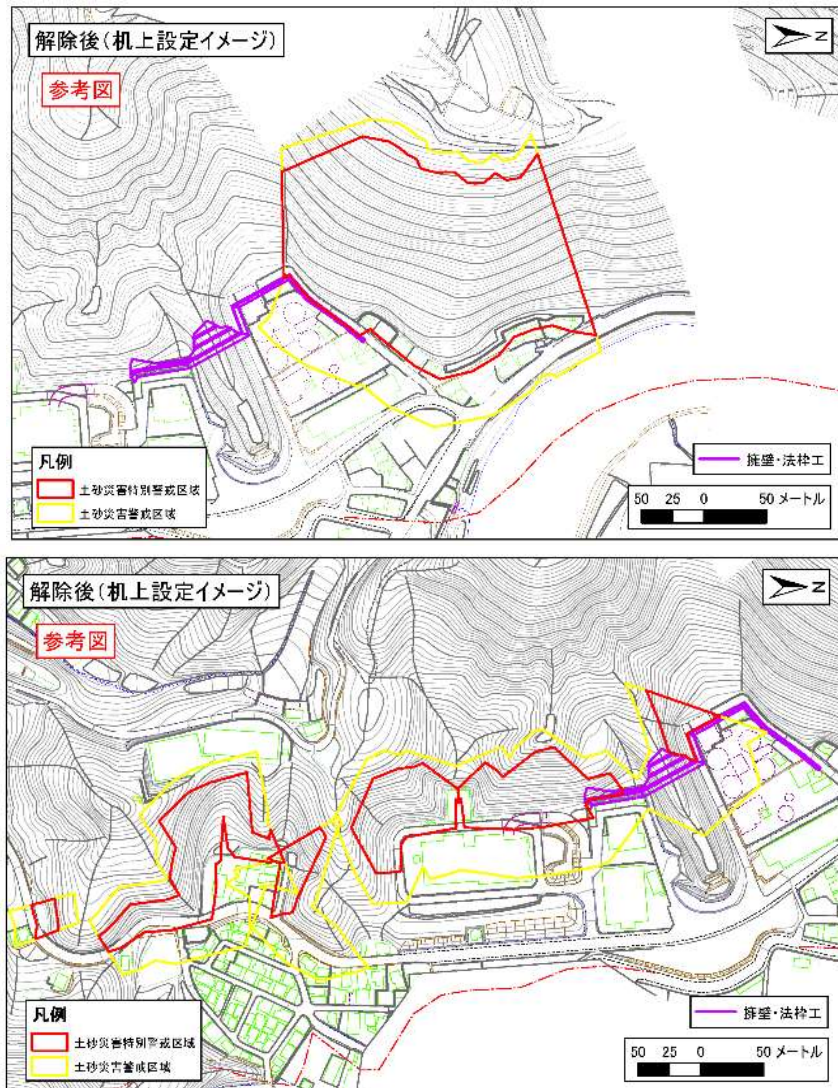 解除後(机上設定イメージ)
N
参考図
凡例
土砂災害特別警戒区域
土砂災害警戒区域
擁壁・法枠工
50 25 0 50 メートル
解除後(机上設定イメージ)
N
参考図
凡例
土砂災害特別警戒区域
土砂災害警戒区域
擁壁・法枠工
50 25 0 50 メートル